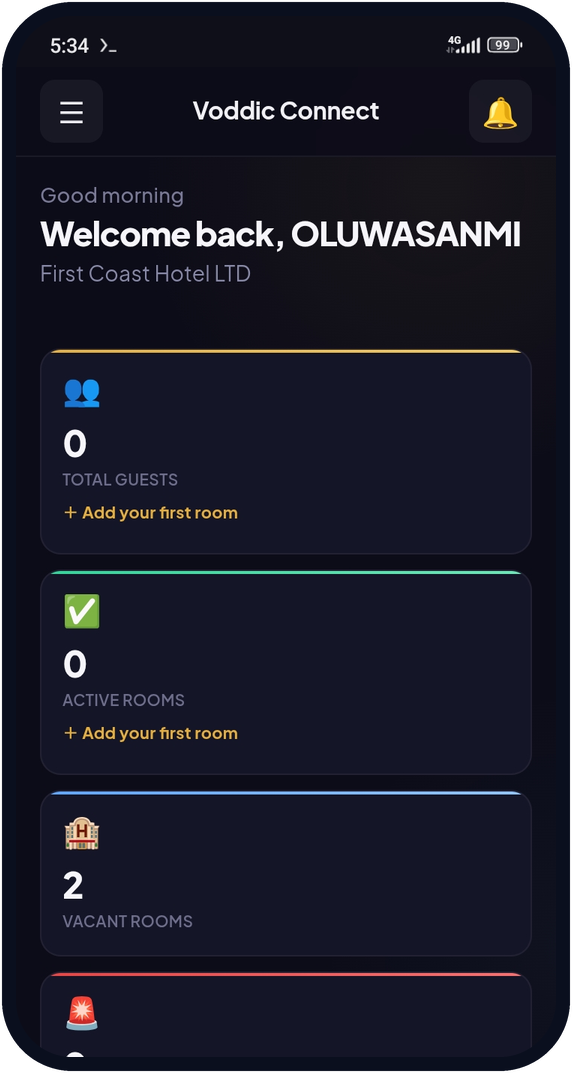 5:34
4G 99
Voddic Connect
Good morning
Welcome back, OLUWASANMI
First Coast Hotel LTD
0
TOTAL GUESTS
+ Add your first room
0
ACTIVE ROOMS
+ Add your first room
H
2
VACANT ROOMS